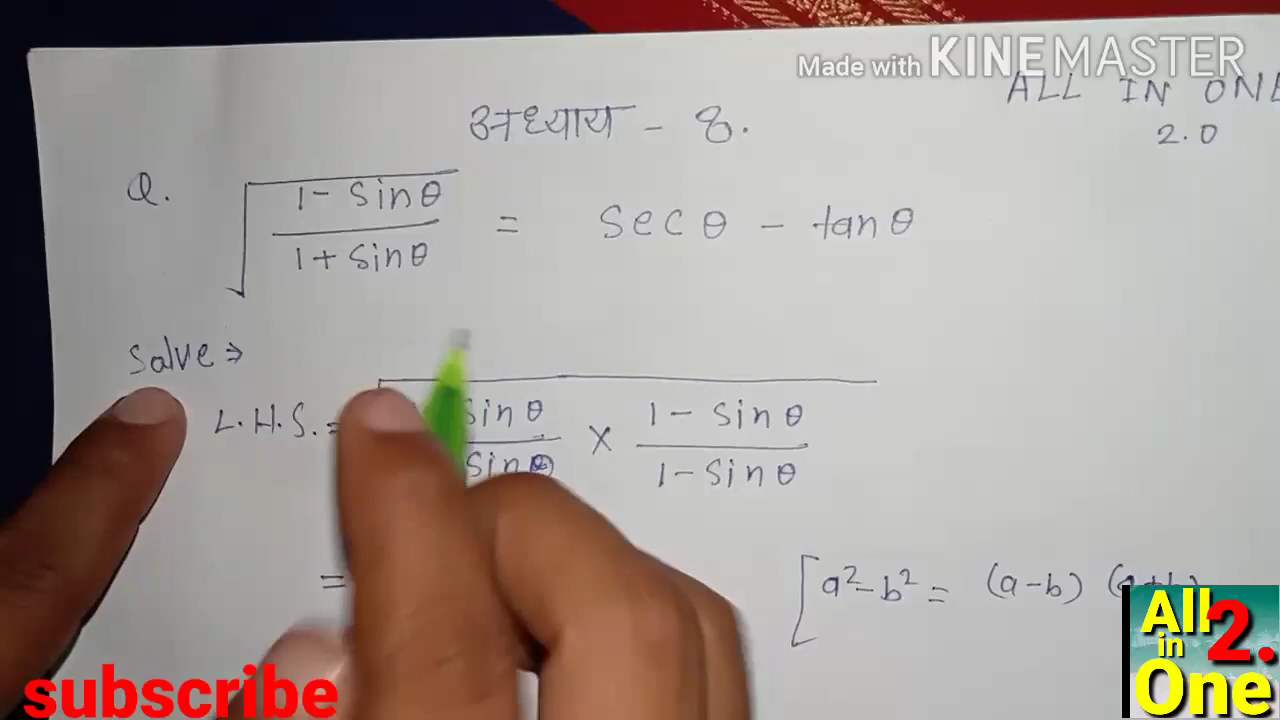 Made with KINEMASTER
ALL IN ONE
2.0
अध्याय - 8.
Q. √(1 - sinθ / 1 + sinθ) = secθ - tanθ
Solve ⇒
L.H.S. = sinθ / sinθ × 1 - sinθ / 1 - sinθ
= [a² - b² = (a-b)
All in One 2.
subscribe